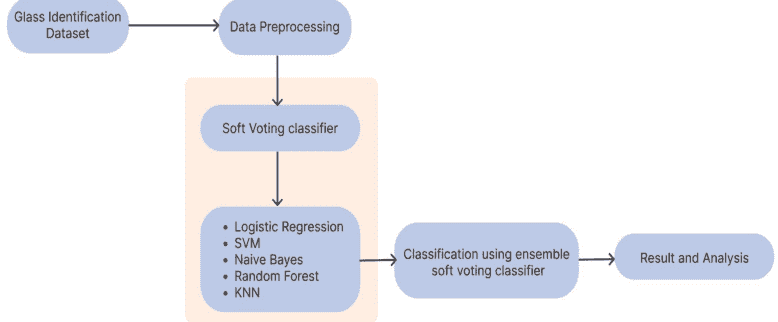 Glass Identification
Dataset
Data Preprocessing
Soft Voting classifier
• Logistic Regression
• SVM
• Naive Bayes
• Random Forest
• KNN
Classification using ensemble
soft voting classifier
Result and Analysis